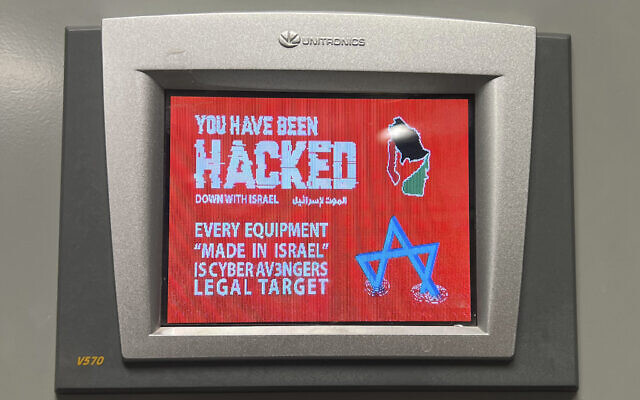 UNITRONICS
YOU HAVE BEEN
HACKED
DOWN WITH ISRAEL الموت لإسرائيل
EVERY EQUIPMENT
"MADE IN ISRAEL"
IS CYBER AV3NGERS
LEGAL TARGET
V570